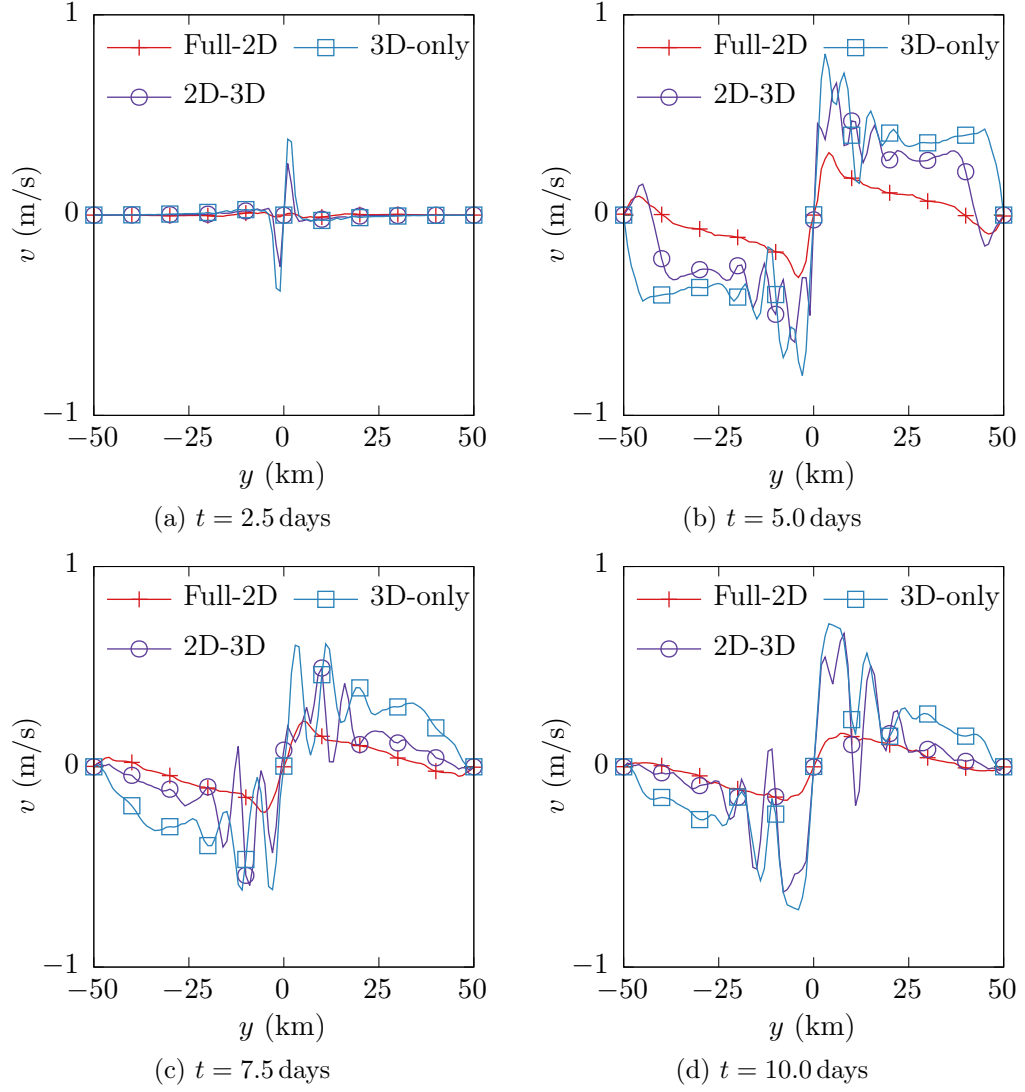 1
Full-2D
3D-only
2D-3D
v (m/s)
0
−1
−50
−25
0
25
50
y (km)
(a) t = 2.5 days
1
Full-2D
3D-only
2D-3D
v (m/s)
0
−1
−50
−25
0
25
50
y (km)
(b) t = 5.0 days
1
Full-2D
3D-only
2D-3D
v (m/s)
0
−1
−50
−25
0
25
50
y (km)
(c) t = 7.5 days
1
Full-2D
3D-only
2D-3D
v (m/s)
0
−1
−50
−25
0
25
50
y (km)
(d) t = 10.0 days